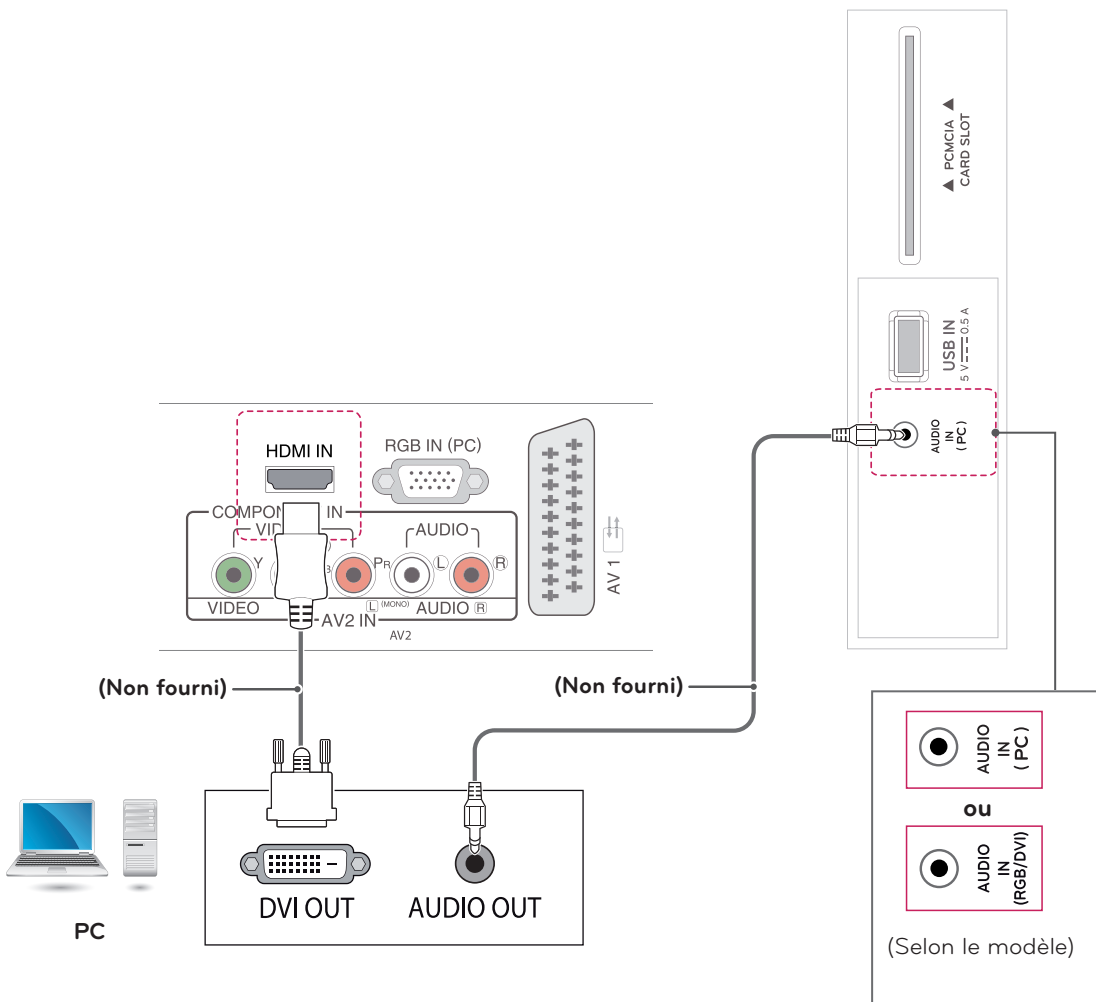 ▲ PCMCIA ▲
CARD SLOT
USB IN
5 V 0.5 A
AUDIO
IN
(PC)
HDMI IN
RGB IN (PC)
IN
AUDIO
Y
PR
L
R
VIDEO
L (MONO) AUDIO R
AV2 IN
AV2
AV 1
(Non fourni)
(Non fourni)
DVI OUT
AUDIO OUT
PC
AUDIO
IN
(PC)
ou
AUDIO
IN
(RGB/DVI)
(Selon le modèle)